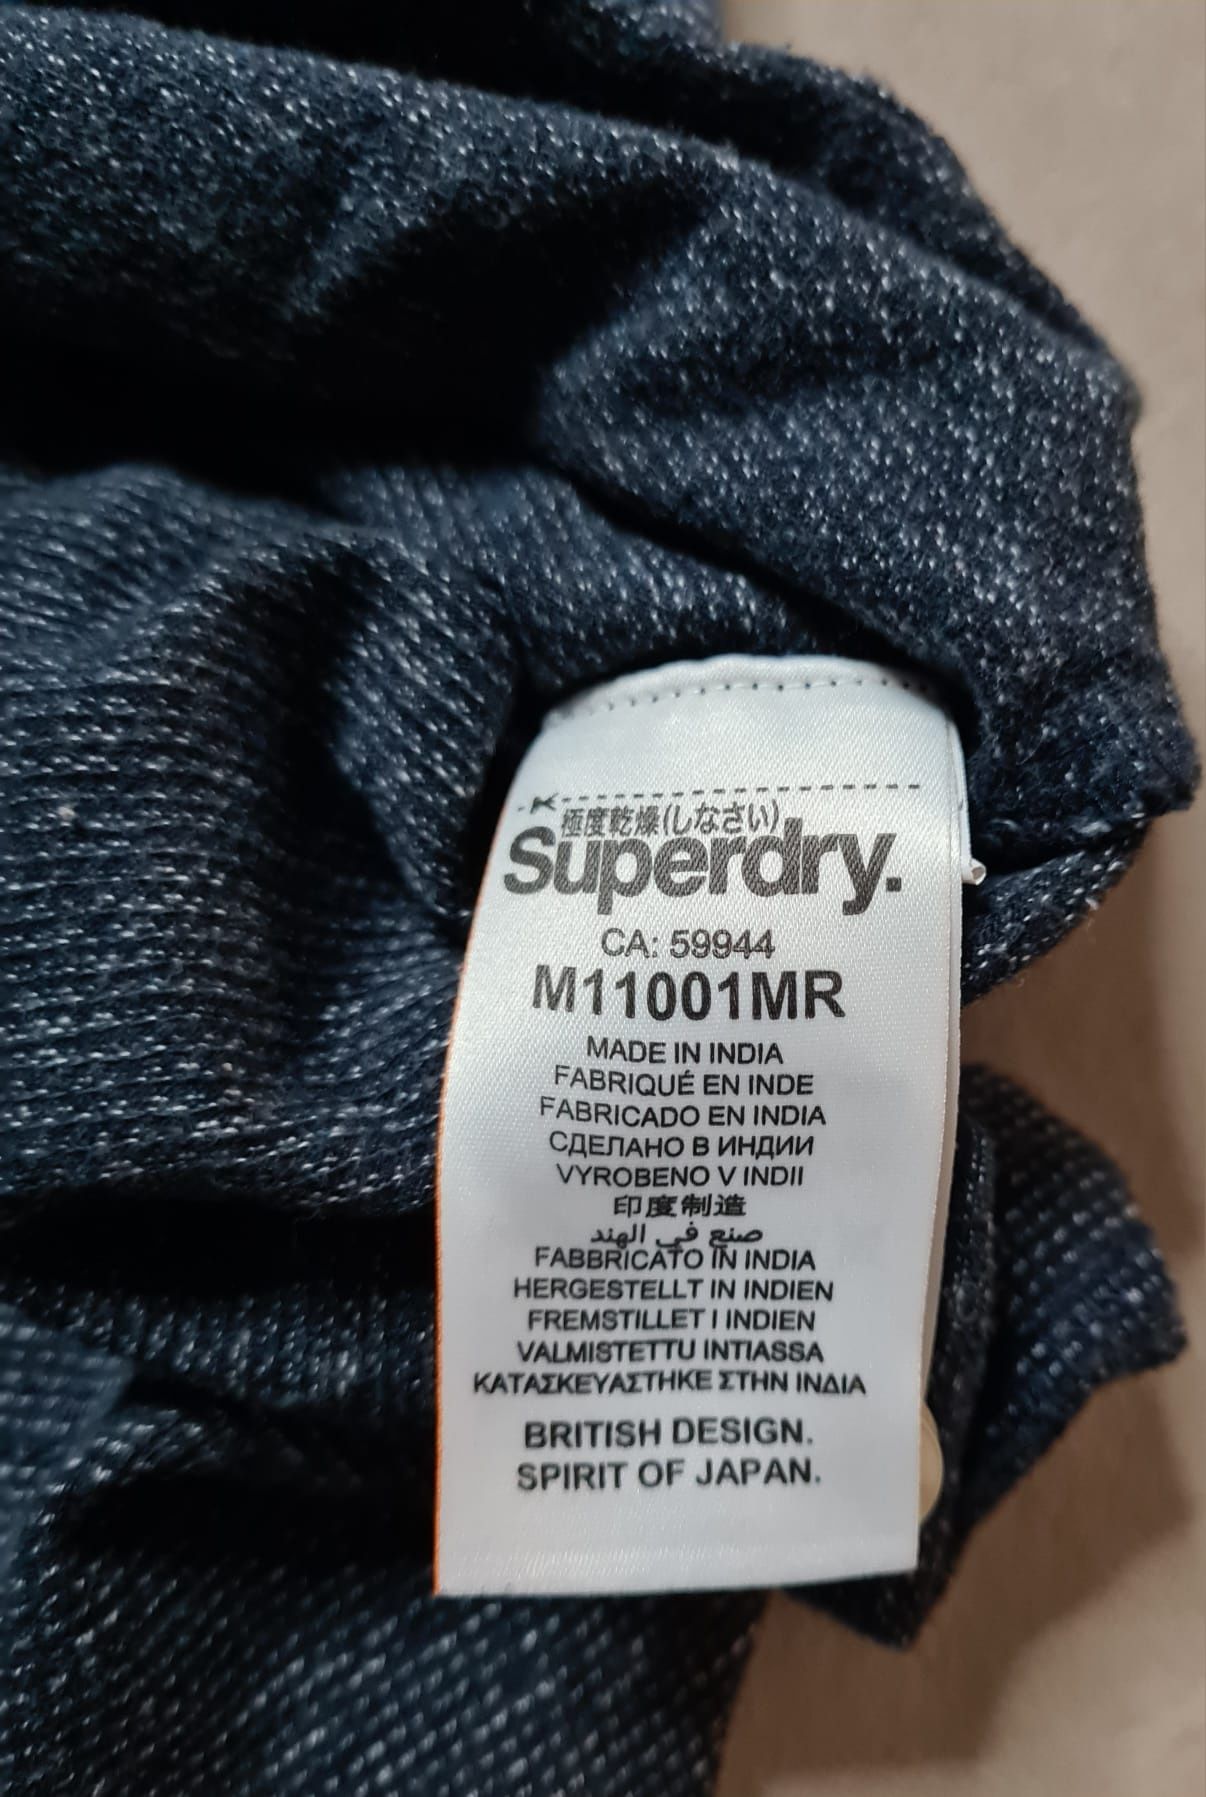 極度乾燥(しなさい)
Superdry.
CA: 59944
M11001MR
MADE IN INDIA
FABRIQUÉ EN INDE
FABRICADO EN INDIA
СДЕЛАНО В ИНДИИ
VYROBENO V INDII
印度制造
صنع في الهند
FABBRICATO IN INDIA
HERGESTELLT IN INDIEN
FREMSTILLET I INDIEN
VALMISTETTU INTIASSA
ΚΑΤΑΣΚΕΥΑΣΤΗΚΕ ΣΤΗΝ ΙΝΔΙΑ
BRITISH DESIGN.
SPIRIT OF JAPAN.